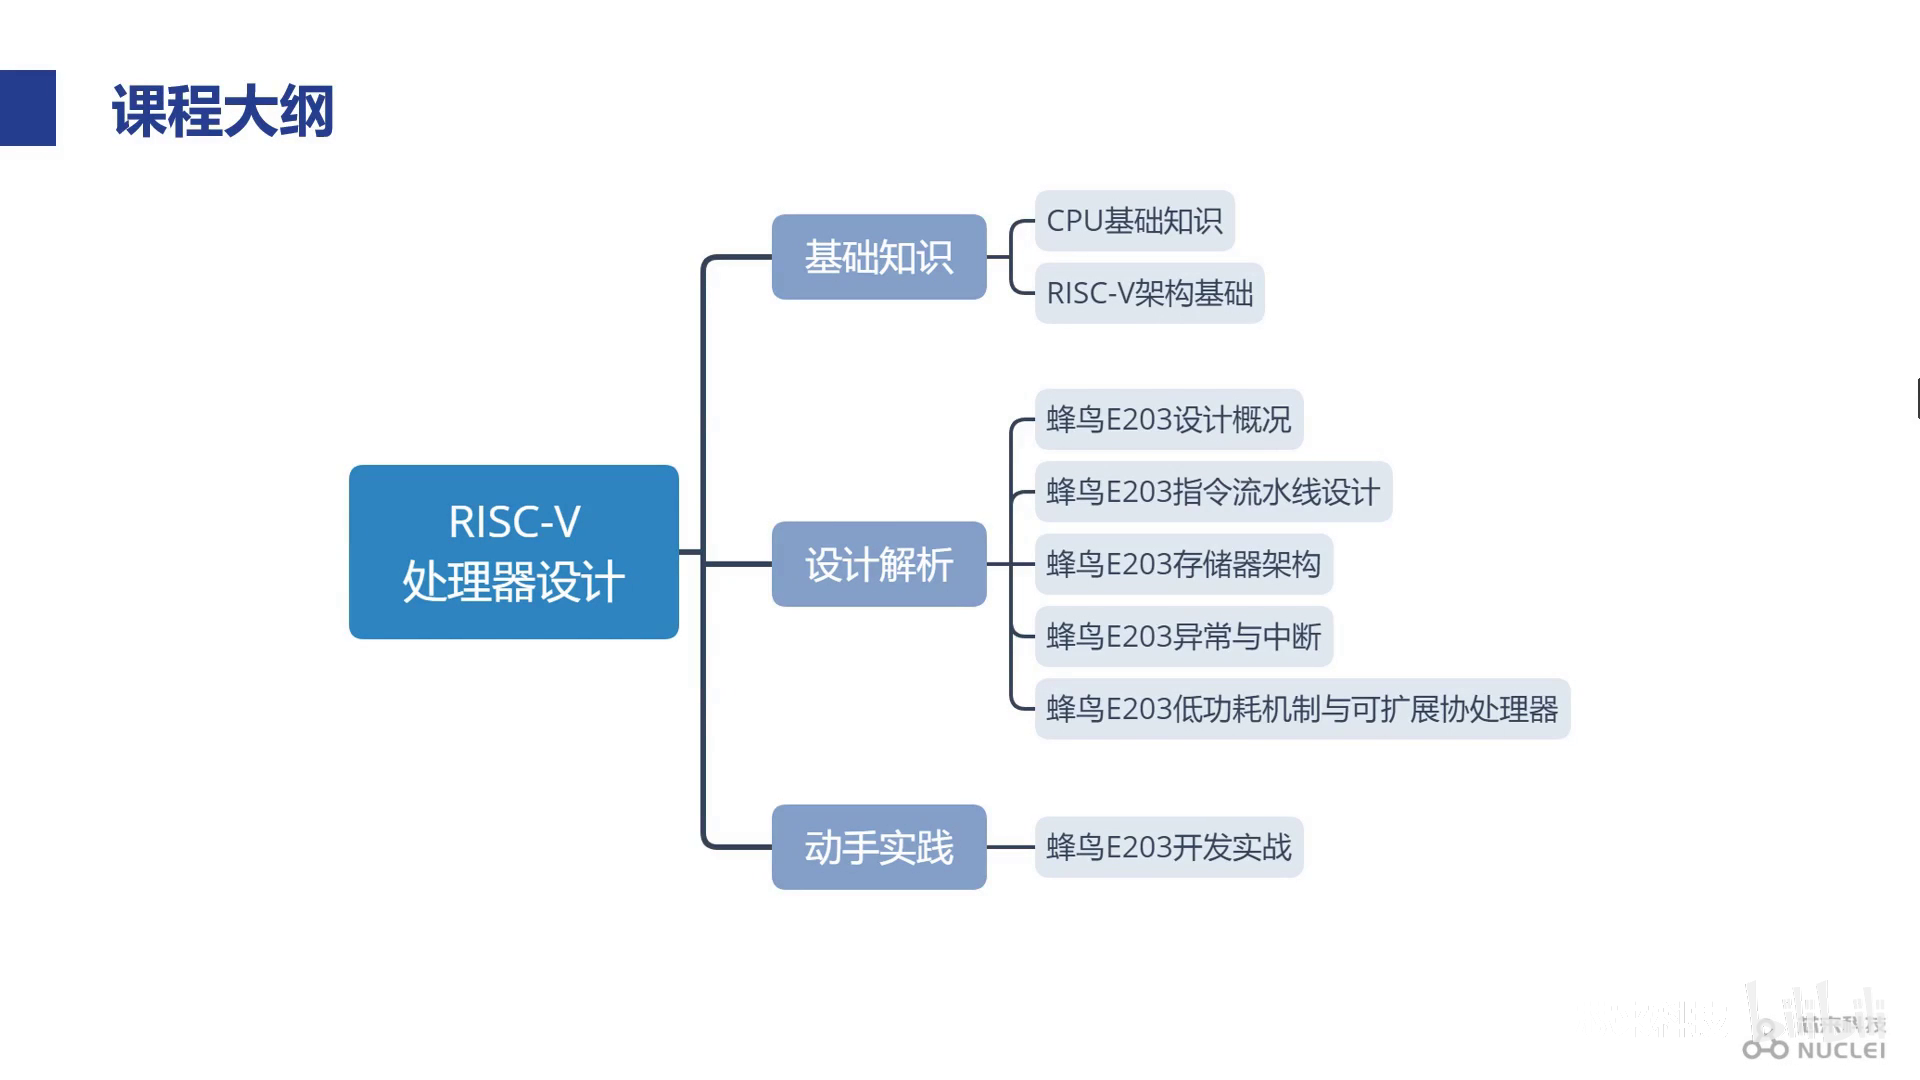 课程大纲
CPU基础知识
基础知识
RISC-V架构基础
蜂鸟E203设计概况
蜂鸟E203指令流水线设计
RISC-V
处理器设计
设计解析
蜂鸟E203存储器架构
蜂鸟E203异常与中断
蜂鸟E203低功耗机制与可扩展协处理器
动手实践
蜂鸟E203开发实战
芯来科技
NUCLEI